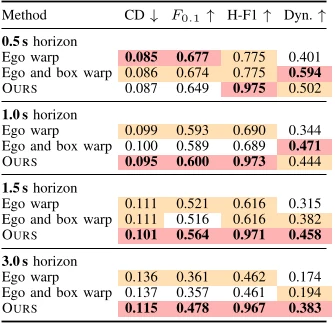 Method CD ↓ F0.1 ↑ H-F1 ↑ Dyn. ↑
0.5 s horizon
Ego warp 0.085 0.677 0.775 0.401
Ego and box warp 0.086 0.674 0.775 0.594
OURS 0.087 0.649 0.975 0.502
1.0 s horizon
Ego warp 0.099 0.593 0.690 0.344
Ego and box warp 0.100 0.589 0.689 0.471
OURS 0.095 0.600 0.973 0.444
1.5 s horizon
Ego warp 0.111 0.521 0.616 0.315
Ego and box warp 0.111 0.516 0.616 0.382
OURS 0.101 0.564 0.971 0.458
3.0 s horizon
Ego warp 0.136 0.361 0.462 0.174
Ego and box warp 0.137 0.357 0.461 0.194
OURS 0.115 0.478 0.967 0.383